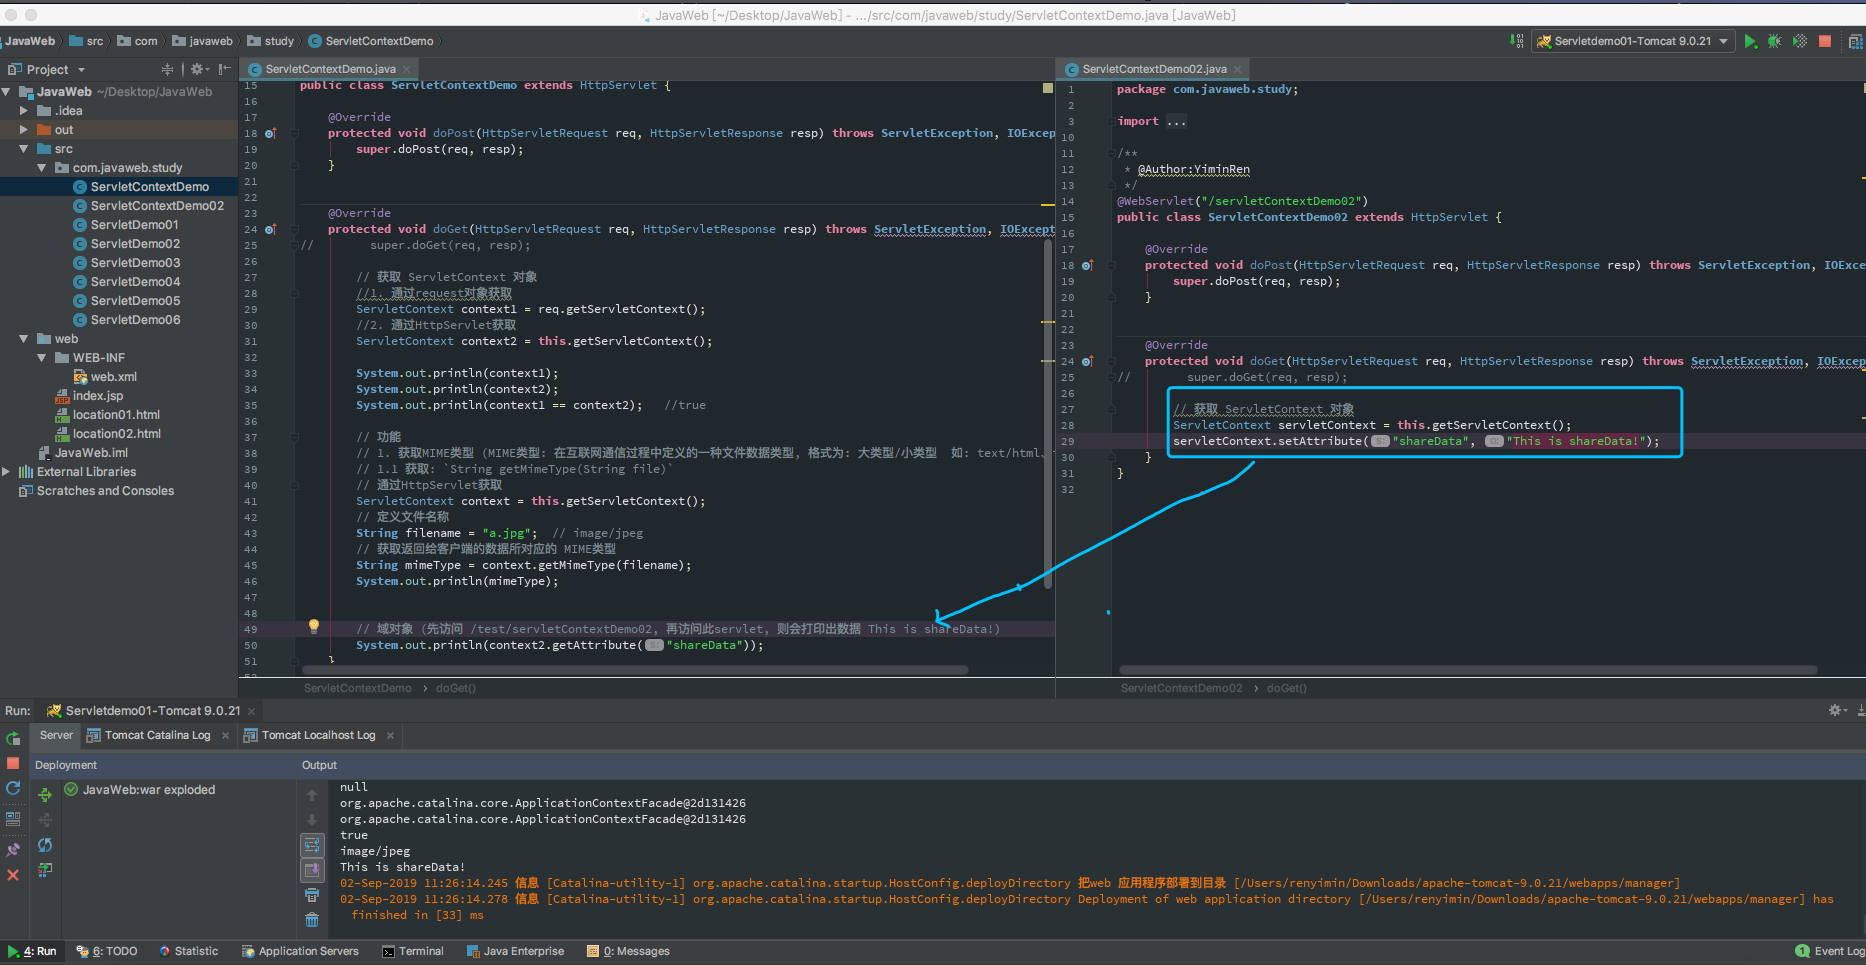 JavaWeb [~/Desktop/JavaWeb] - .../src/com/javaweb/study/ServletContextDemo.java [JavaWeb]
JavaWeb src com javaweb study ServletContextDemo Servletdemo01-Tomcat 9.0.21
Project
JavaWeb ~/Desktop/JavaWeb
.idea
out
src
com.javaweb.study
ServletContextDemo
ServletContextDemo02
ServletDemo01
ServletDemo02
ServletDemo03
ServletDemo04
ServletDemo05
ServletDemo06
web
WEB-INF
web.xml
index.jsp
location01.html
location02.html
JavaWeb.iml
External Libraries
Scratches and Consoles
ServletContextDemo.java
15 public class ServletContextDemo extends HttpServlet {
16
17 @Override
18 protected void doPost(HttpServletRequest req, HttpServletResponse resp) throws ServletException, IOExcep
19 super.doPost(req, resp);
20 }
21
22
23 @Override
24 protected void doGet(HttpServletRequest req, HttpServletResponse resp) throws ServletException, IOExcept
25 // super.doGet(req, resp);
26
27 // 获取 ServletContext 对象
28 //1. 通过request对象获取
29 ServletContext context1 = req.getServletContext();
30 //2. 通过HttpServlet获取
31 ServletContext context2 = this.getServletContext();
32
33 System.out.println(context1);
34 System.out.println(context2);
35 System.out.println(context1 == context2); //true
36
37 // 功能
38 // 1. 获取MIME类型 (MIME类型: 在互联网通信过程中定义的一种文件数据类型, 格式为: 大类型/小类型 如: text/html、
39 // 1.1 获取: `String getMimeType(String file)`
40 // 通过HttpServlet获取
41 ServletContext context = this.getServletContext();
42 // 定义文件名称
43 String filename = "a.jpg"; // image/jpeg
44 // 获取返回给客户端的数据所对应的 MIME类型
45 String mimeType = context.getMimeType(filename);
46 System.out.println(mimeType);
47
48
49 // 域对象 (先访问 /test/servletContextDemo02, 再访问此servlet, 则会打印出数据 This is shareData!)
50 System.out.println(context2.getAttribute( s: "shareData"));
51 }
ServletContextDemo › doGet()
ServletContextDemo02.java
1 package com.javaweb.study;
2
3 import ...
10
11 /**
12 * @Author:YiminRen
13 */
14 @WebServlet("/servletContextDemo02")
15 public class ServletContextDemo02 extends HttpServlet {
16
17 @Override
18 protected void doPost(HttpServletRequest req, HttpServletResponse resp) throws ServletException, IOExce
19 super.doPost(req, resp);
20 }
21
22
23 @Override
24 protected void doGet(HttpServletRequest req, HttpServletResponse resp) throws ServletException, IOExcep
25 // super.doGet(req, resp);
26
27 // 获取 ServletContext 对象
28 ServletContext servletContext = this.getServletContext();
29 servletContext.setAttribute( s: "shareData", o: "This is shareData!");
30 }
31 }
32
ServletContextDemo02 › doGet()
Run: Servletdemo01-Tomcat 9.0.21
Server Tomcat Catalina Log Tomcat Localhost Log
Deployment Output
JavaWeb:war exploded
null
org.apache.catalina.core.ApplicationContextFacade@2d131426
org.apache.catalina.core.ApplicationContextFacade@2d131426
true
image/jpeg
This is shareData!
02-Sep-2019 11:26:14.245 信息 [Catalina-utility-1] org.apache.catalina.startup.HostConfig.deployDirectory 把web 应用程序部署到目录 [/Users/renyimin/Downloads/apache-tomcat-9.0.21/webapps/manager]
02-Sep-2019 11:26:14.278 信息 [Catalina-utility-1] org.apache.catalina.startup.HostConfig.deployDirectory Deployment of web application directory [/Users/renyimin/Downloads/apache-tomcat-9.0.21/webapps/manager] has
finished in [33] ms
4: Run 6: TODO Statistic Application Servers Terminal Java Enterprise 0: Messages 1 Event Log